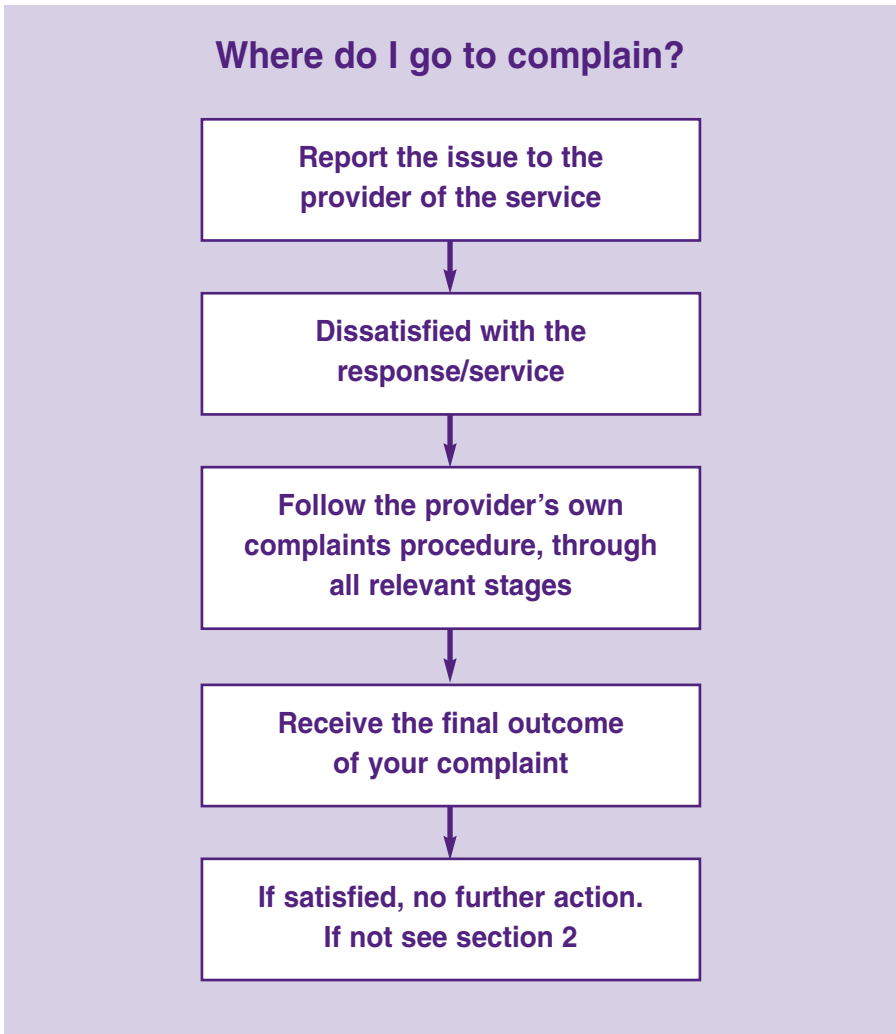 Where do I go to complain?
Report the issue to the
provider of the service
Dissatisfied with the
response/service
Follow the provider’s own
complaints procedure, through
all relevant stages
Receive the final outcome
of your complaint
If satisfied, no further action.
If not see section 2